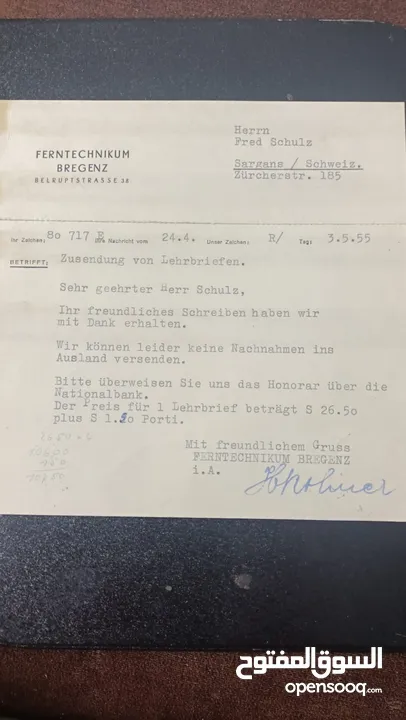 Herrn
Fred Schulz
Sargans / Schweiz.
Zürcherstr. 185
FERNTECHNIKUM
BREGENZ
BELRUPTSTRASSE 38
Ihr Zeichen: 80 717 E Ihre Nachricht vom: 24.4. Unser Zeichen: R/ Tag: 3.5.55
BETRIFFT: Zusendung von Lehrbriefen.
Sehr geehrter Herr Schulz,
Ihr freundliches Schreiben haben wir
mit Dank erhalten.
Wir können leider keine Nachnahmen ins
Ausland versenden.
Bitte überweisen Sie uns das Honorar über die
Nationalbank.
Der Preis für 1 Lehrbrief beträgt S 26.50
plus S 1.20 Porti.
Mit freundlichem Gruss
FERNTECHNIKUM BREGENZ
i.A.
السوق المفتوح
opensooq.com